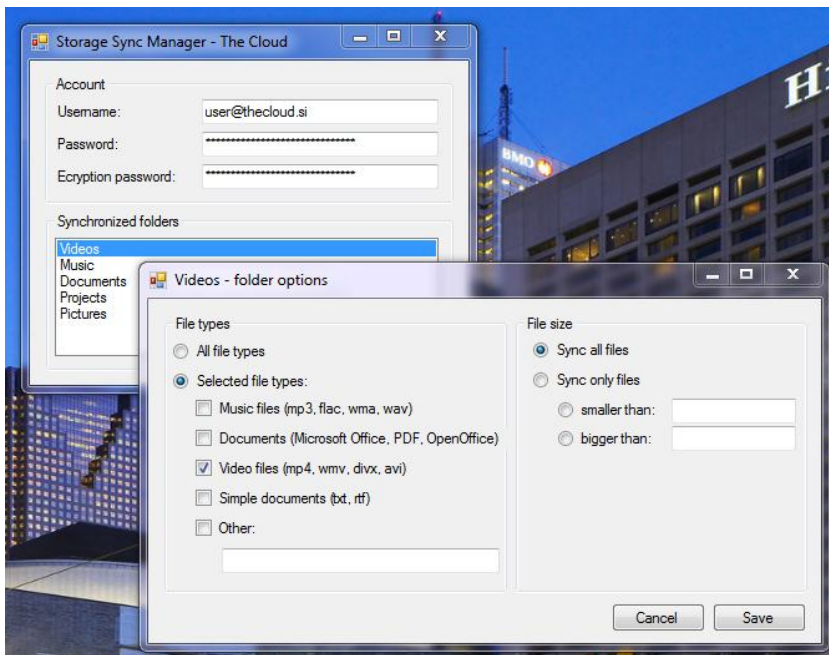 Storage Sync Manager - The Cloud
Account
Username: user@thecloud.si
Password: ******************************
Ecryption password: ******************************
Synchronized folders
Videos
Music
Documents
Projects
Pictures
BMO
Videos - folder options
File types
All file types
Selected file types:
Music files (mp3, flac, wma, wav)
Documents (Microsoft Office, PDF, OpenOffice)
Video files (mp4, wmv, divx, avi)
Simple documents (txt, rtf)
Other:
File size
Sync all files
Sync only files
smaller than:
bigger than:
Cancel
Save